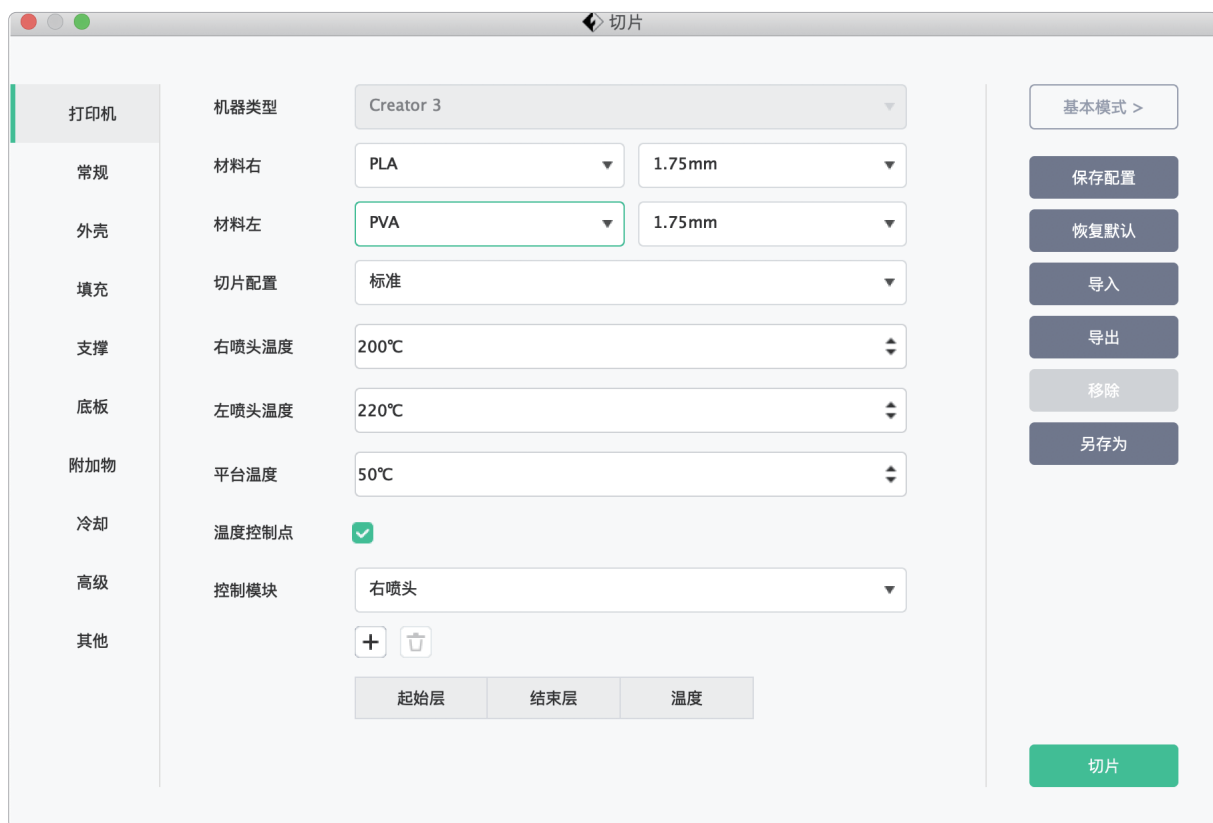 切片
打印机
常规
外壳
填充
支撑
底板
附加物
冷却
高级
其他
机器类型 Creator 3
材料右 PLA 1.75mm
材料左 PVA 1.75mm
切片配置 标准
右喷头温度 200℃
左喷头温度 220℃
平台温度 50℃
温度控制点
控制模块 右喷头
起始层 结束层 温度
基本模式 >
保存配置
恢复默认
导入
导出
移除
另存为
切片